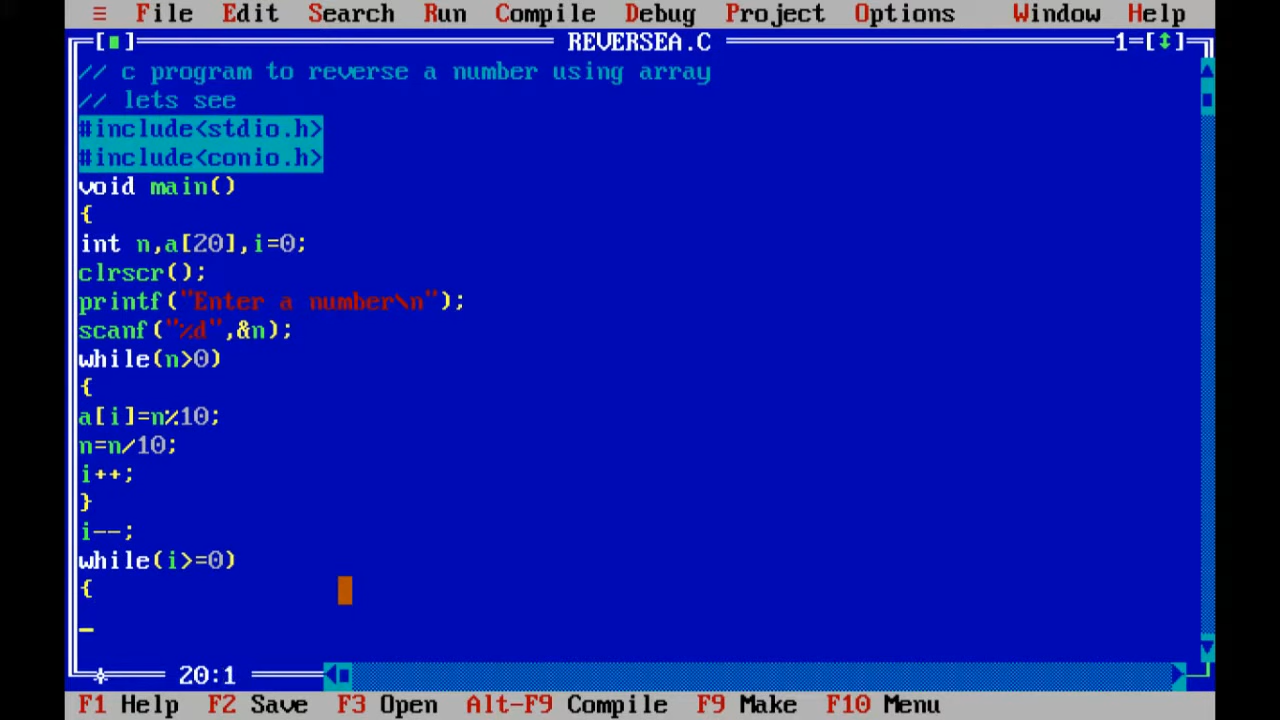 ≡ File Edit Search Run Compile Debug Project Options Window Help
[■] REVERSEA.C 1=[↕]
// c program to reverse a number using array
// lets see
#include<stdio.h>
#include<conio.h>
void main()
{
int n,a[20],i=0;
clrscr();
printf("Enter a number\n");
scanf("%d",&n);
while(n>0)
{
a[i]=n%10;
n=n/10;
i++;
}
i--;
while(i>=0)
{
20:1
F1 Help F2 Save F3 Open Alt-F9 Compile F9 Make F10 Menu